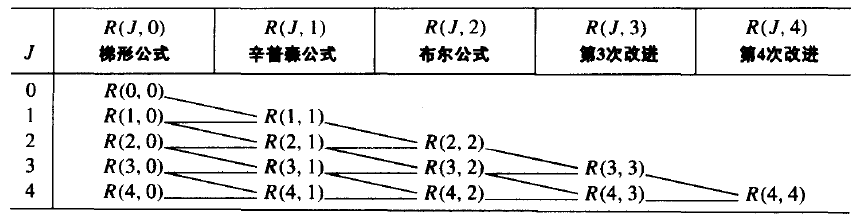 R(J, 0) R(J, 1) R(J, 2) R(J, 3) R(J, 4)
J 梯形公式 辛普森公式 布尔公式 第3次改进 第4次改进
0 R(0, 0)
1 R(1, 0) R(1, 1)
2 R(2, 0) R(2, 1) R(2, 2)
3 R(3, 0) R(3, 1) R(3, 2) R(3, 3)
4 R(4, 0) R(4, 1) R(4, 2) R(4, 3) R(4, 4)